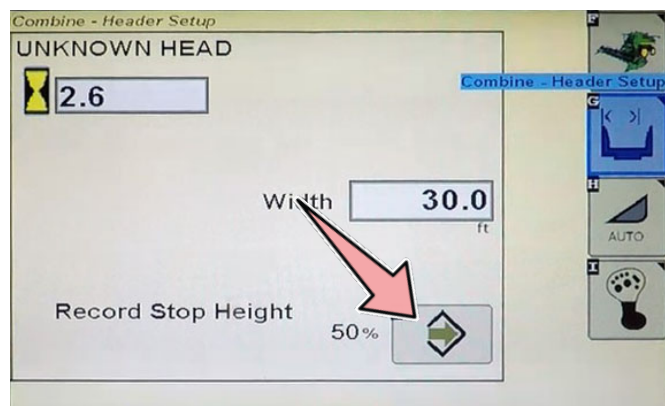 Combine - Header Setup
UNKNOWN HEAD
2.6
Combine - Header Setup
Width 30.0
ft
Record Stop Height 50%
F
G
H
AUTO
I